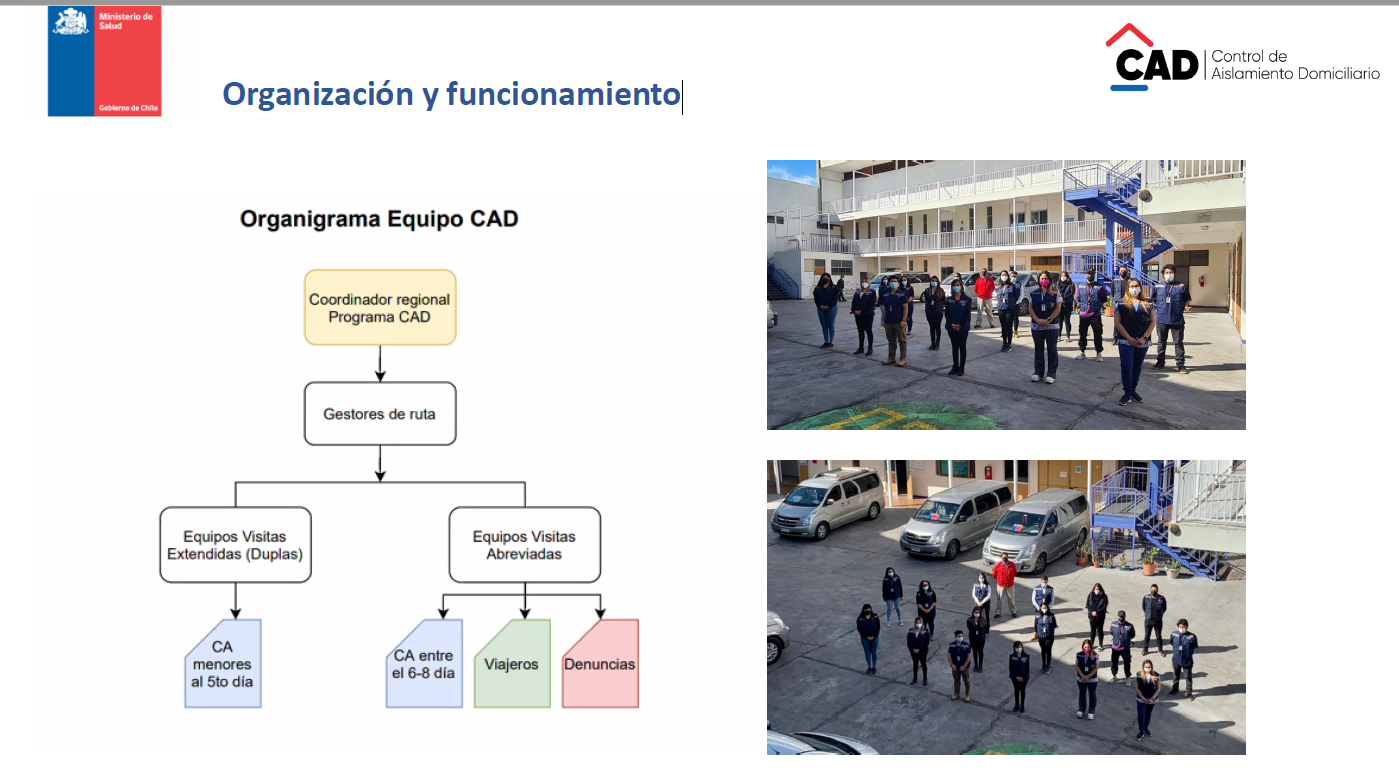 Ministerio de
Salud
Gobierno de Chile
Organización y funcionamiento
CAD
Control de
Aislamiento Domiciliario
Organigrama Equipo CAD
Coordinador regional
Programa CAD
Gestores de ruta
Equipos Visitas
Extendidas (Duplas)
Equipos Visitas
Abreviadas
CA
menores
al 5to día
CA entre
el 6-8 día
Viajeros
Denuncias